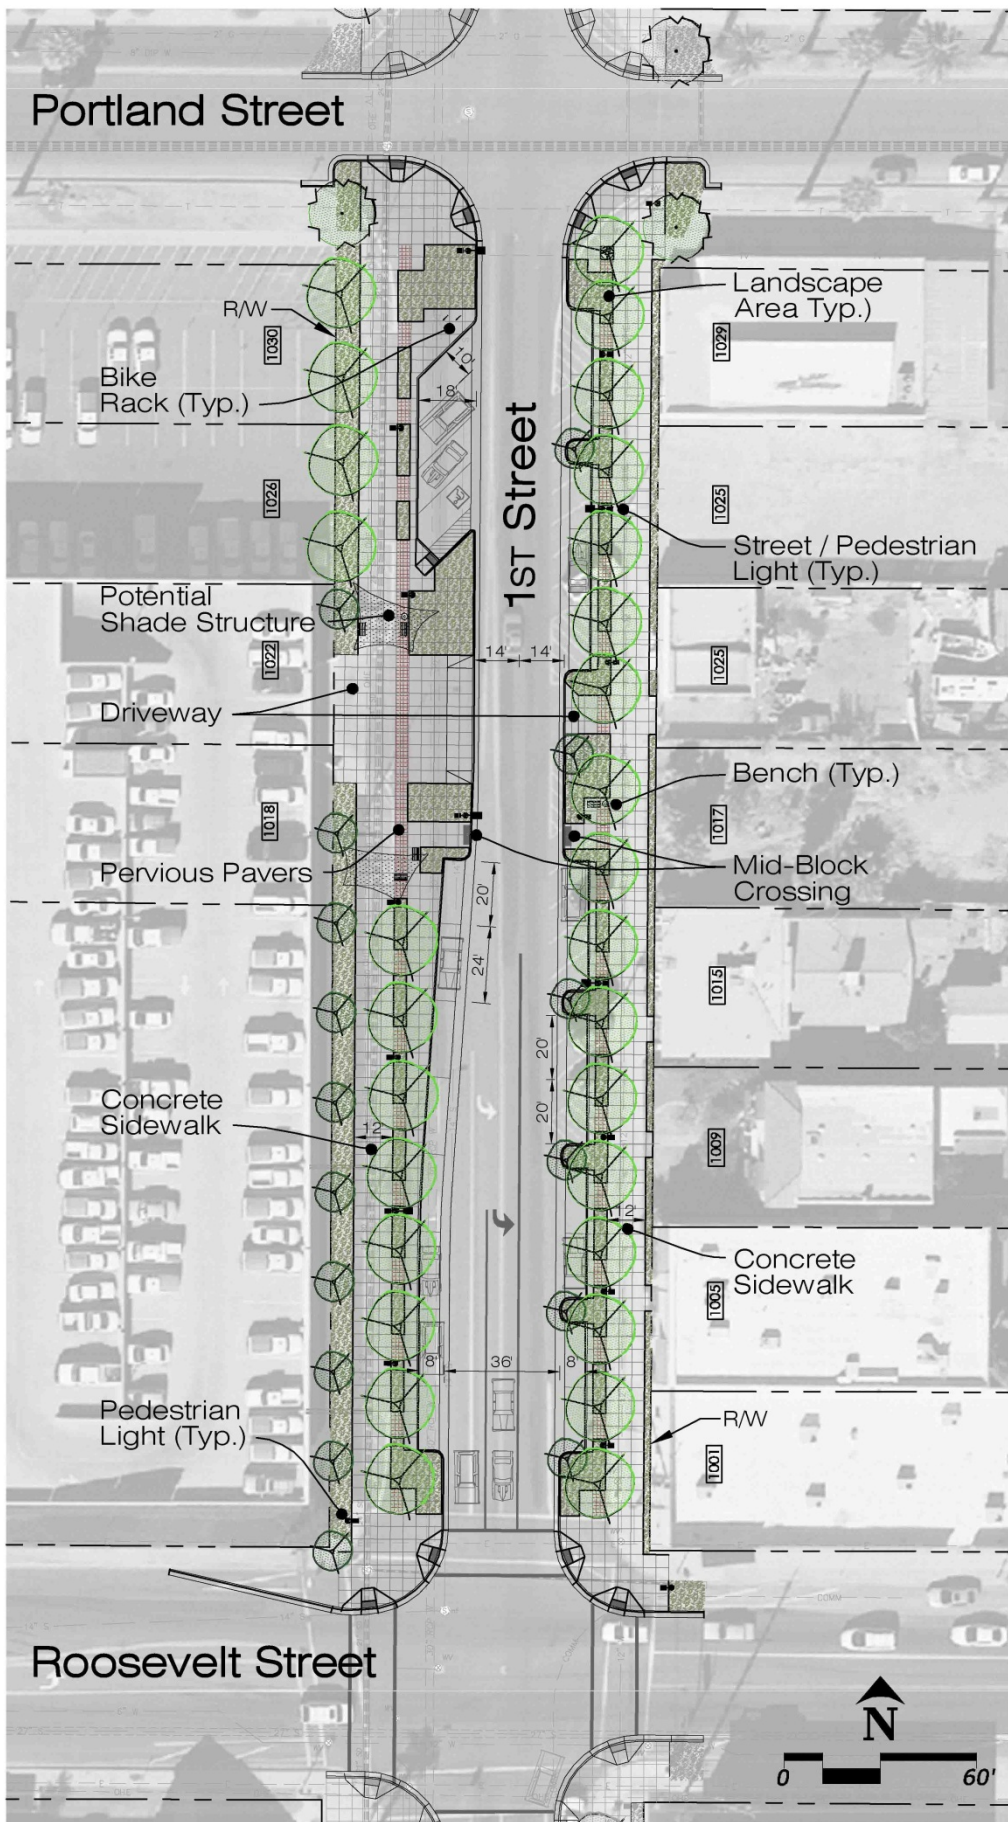 Portland Street
R/W
1030
Bike
Rack (Typ.)
10'
18'
1ST Street
Landscape
Area Typ.)
1029
1026
1025
Street / Pedestrian
Light (Typ.)
Potential
Shade Structure
1022
14'
14'
1025
Driveway
Bench (Typ.)
1018
1017
Pervious Pavers
Mid-Block
Crossing
20'
24'
1015
20'
20'
Concrete
Sidewalk
12
1009
12
Concrete
Sidewalk
1005
8'
36'
8'
Pedestrian
Light (Typ.)
R/W
1001
COMM
Roosevelt Street
N
0
60'